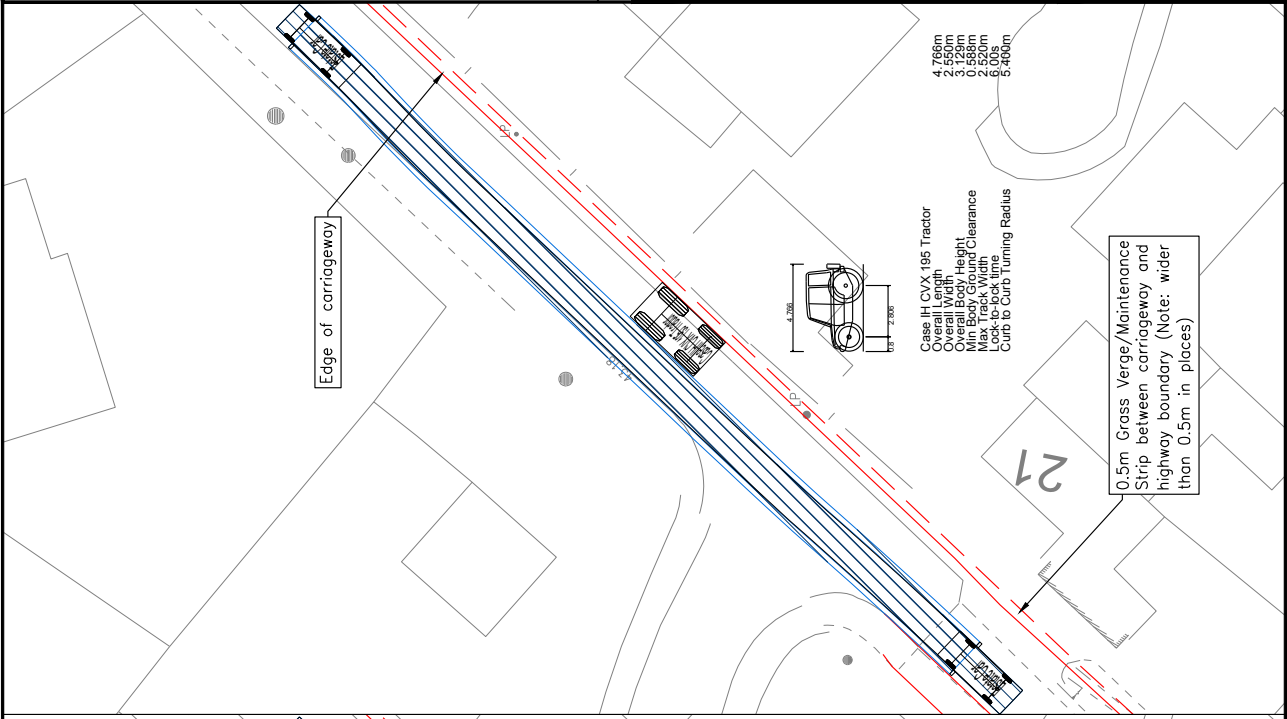 Edge of carriageway
LP
LP
4.766
0.8
2.806
Case IH CVX 195 Tractor
Overall Length 4.766m
Overall Width 2.550m
Overall Body Height 3.129m
Min Body Ground Clearance 0.588m
Max Track Width 2.520m
Lock-to-lock time 6.00s
Curb to Curb Turning Radius 5.400m
21
0.5m Grass Verge/Maintenance
Strip between carriageway and
highway boundary (Note: wider
than 0.5m in places)